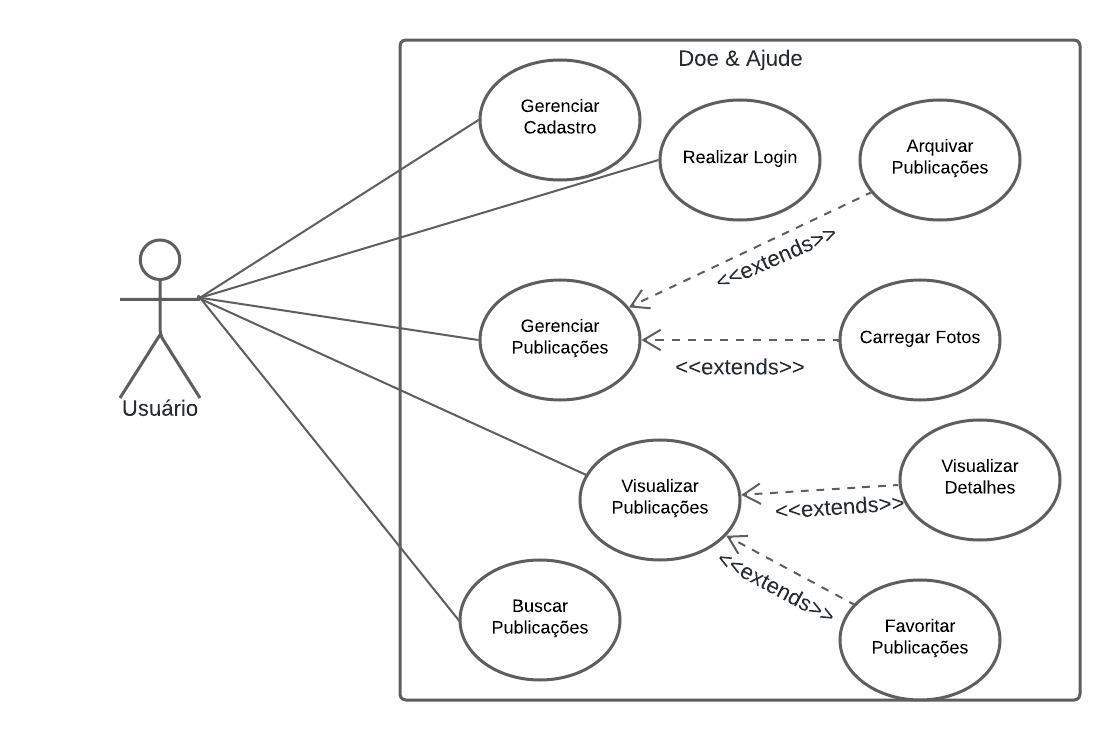 Doe & Ajude
Gerenciar
Cadastro
Realizar Login
Arquivar
Publicações
<<extends>>
Gerenciar
Publicações
Carregar Fotos
<<extends>>
Usuário
Visualizar
Publicações
Visualizar
Detalhes
<<extends>>
<<extends>>
Buscar
Publicações
Favoritar
Publicações